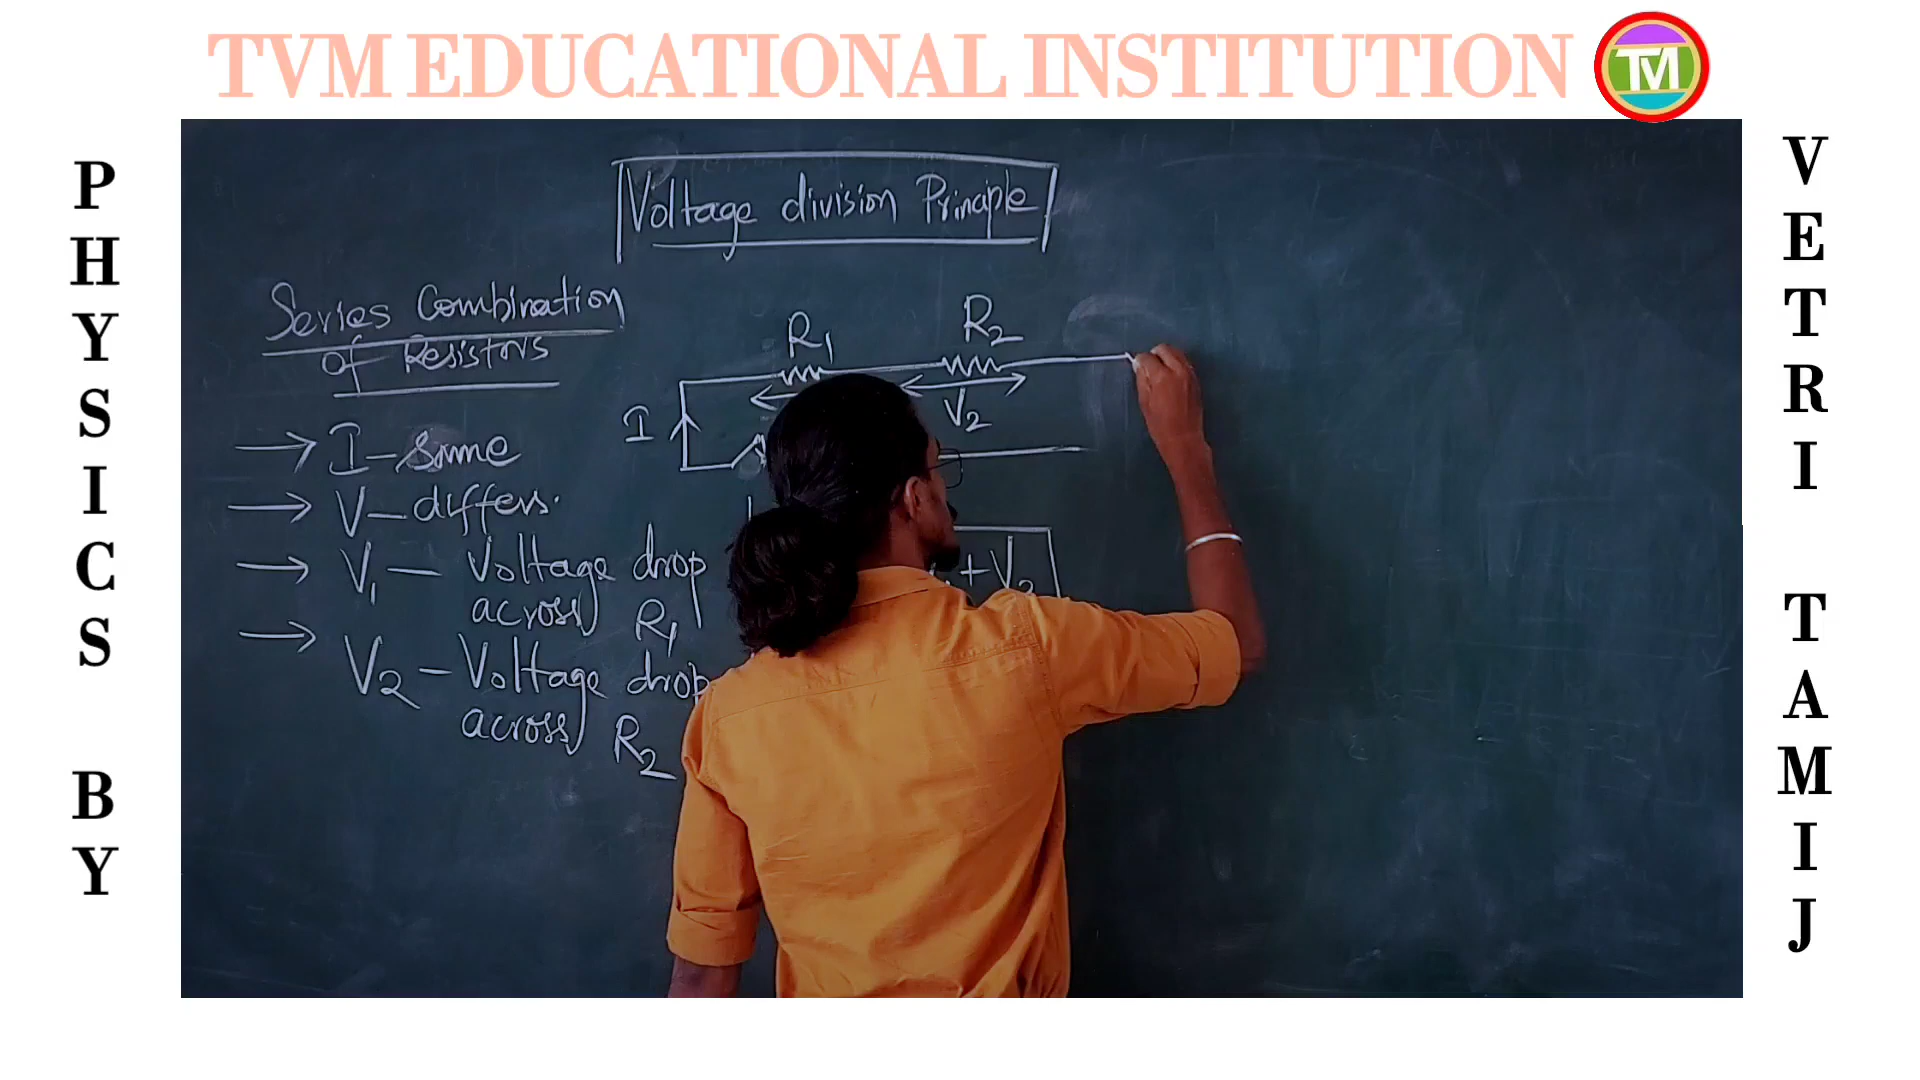 TVM EDUCATIONAL INSTITUTION
TVM
PHYSICS BY
VETRI TAMIJ
Voltage division Principle
Series Combination
of Resistors
→ I - same
→ V - differs.
→ V₁ - Voltage drop
across R₁
→ V₂ - Voltage drop
across R₂
R₁
R₂
I
V₂
+ V₂